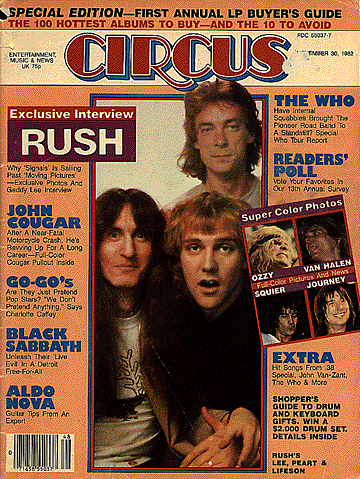 SPECIAL EDITION—FIRST ANNUAL LP BUYER'S GUIDE
THE 100 HOTTEST ALBUMS TO BUY—AND THE 10 TO AVOID
PDC 55037-7
ENTERTAINMENT,
MUSIC & NEWS
UK 75p
CIRCUS
EMBER 30, 1982
Exclusive Interview
RUSH
Why 'Signals' Is Sailing
Past 'Moving Pictures'
—Exclusive Photos And
Geddy Lee Interview
JOHN
COUGAR
After A Near-Fatal
Motorcycle Crash, He's
Revving Up For A Long
Career—Full-Color
Cougar Pullout Inside
GO-GO's
Are They Just Pretend
Pop Stars? "We Don't
Pretend Anything," Says
Charlotte Caffey
BLACK
SABBATH
Unleash Their 'Live
Evil' In A Detroit
Free-For-All
ALDO
NOVA
Guitar Tips From An
Expert
THE WHO
Have Internal
Squabbles Brought The
Pioneer Road Band To
A Standstill? Special
Who Tour Report
READERS'
POLL
Vote Your Favorites In
Our 13th Annual Survey
Super Color Photos
OZZY
VAN HALEN
Full-Color Pictures And News
SQUIER
JOURNEY
EXTRA
Hit Songs From .38
Special, John Van-Zant,
The Who & More
SHOPPER'S
GUIDE TO DRUM
AND KEYBOARD
GIFTS. WIN A
$2,000 DRUM SET.
DETAILS INSIDE
RUSH'S
LEE, PEART &
LIFESON
48
0
71658 55037